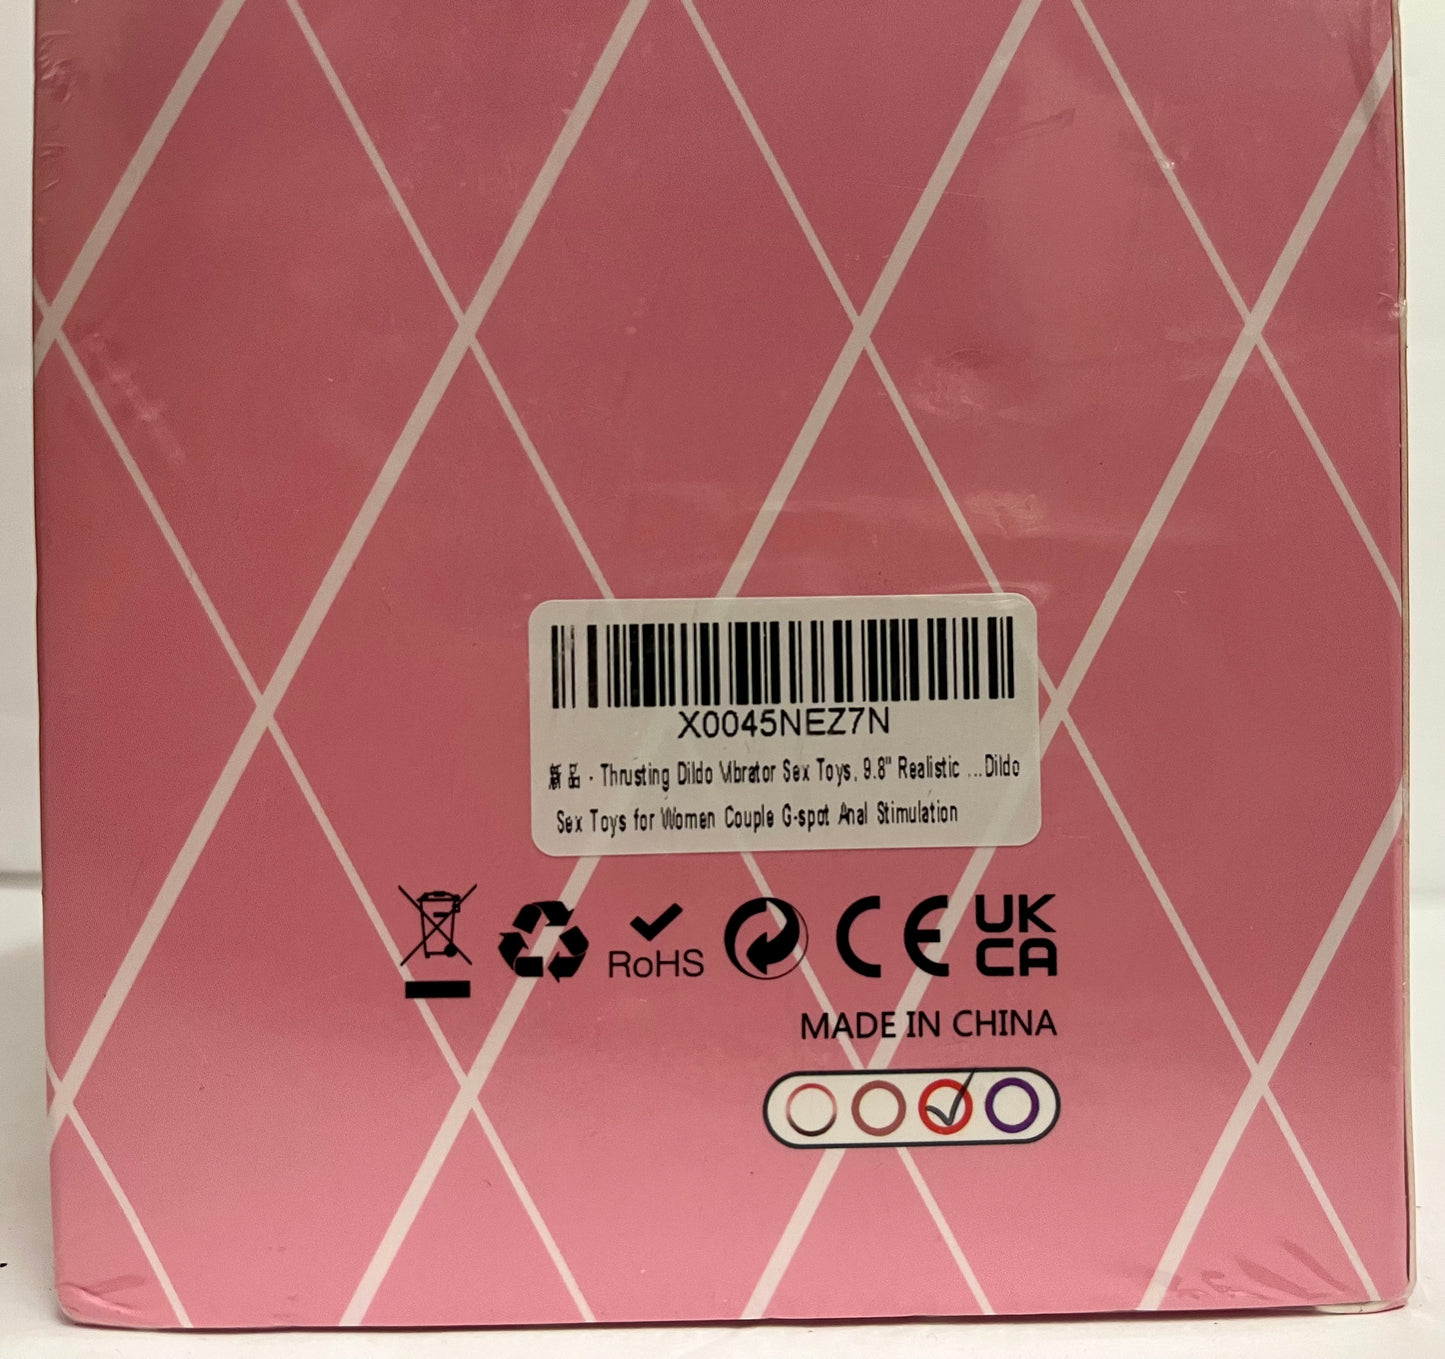 X0045NEZ7N
新品 - Thrusting Dildo Vibrator Sex Toys, 9.8" Realistic ...Dildo
Sex Toys for Women Couple G-spot Anal Stimulation
RoHS
CE
UK
CA
MADE IN CHINA